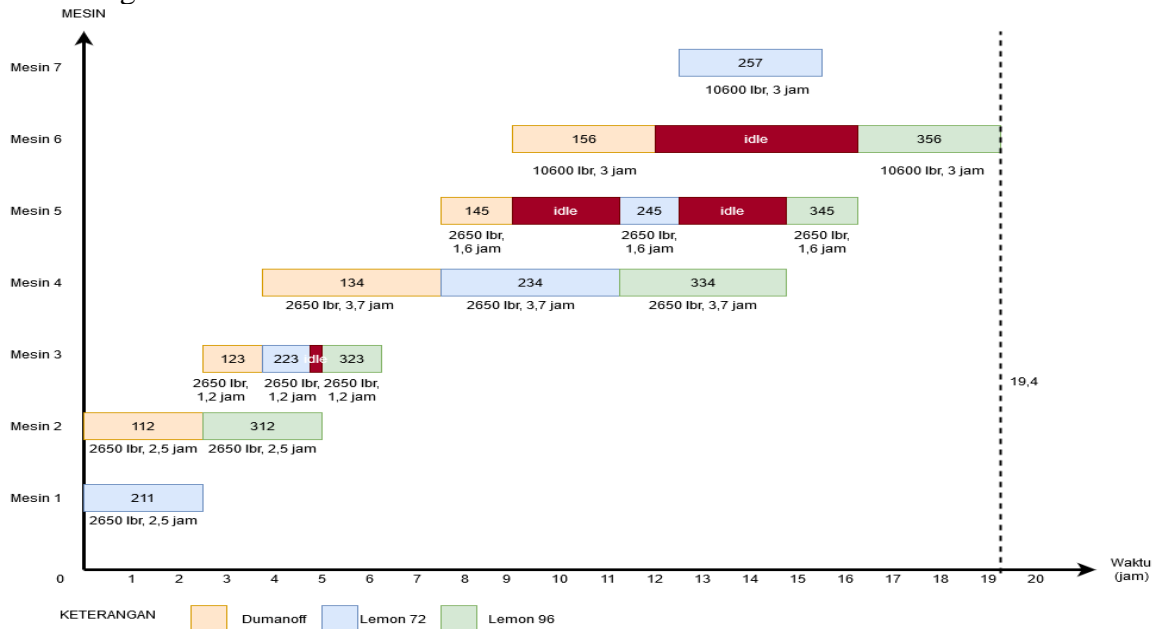 MESIN
Mesin 7
257
10600 lbr, 3 jam
Mesin 6
156
idle
356
10600 lbr, 3 jam
10600 lbr, 3 jam
Mesin 5
145
idle
245
idle
345
2650 lbr,
1,6 jam
2650 lbr,
1,6 jam
2650 lbr,
1,6 jam
Mesin 4
134
234
334
2650 lbr, 3,7 jam
2650 lbr, 3,7 jam
2650 lbr, 3,7 jam
Mesin 3
123
223
idle
323
2650 lbr,
1,2 jam
2650 lbr,
1,2 jam
2650 lbr,
1,2 jam
19,4
Mesin 2
112
312
2650 lbr, 2,5 jam
2650 lbr, 2,5 jam
Mesin 1
211
2650 lbr, 2,5 jam
Waktu
(jam)
0 1 2 3 4 5 6 7 8 9 10 11 12 13 14 15 16 17 18 19 20
KETERANGAN
Dumanoff
Lemon 72
Lemon 96